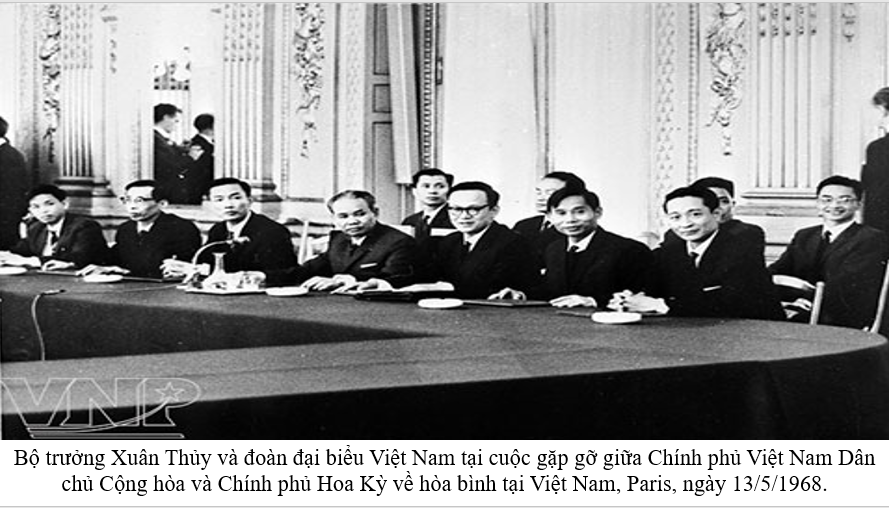 VNP
Bộ trưởng Xuân Thủy và đoàn đại biểu Việt Nam tại cuộc gặp gỡ giữa Chính phủ Việt Nam Dân
chủ Cộng hòa và Chính phủ Hoa Kỳ về hòa bình tại Việt Nam, Paris, ngày 13/5/1968.